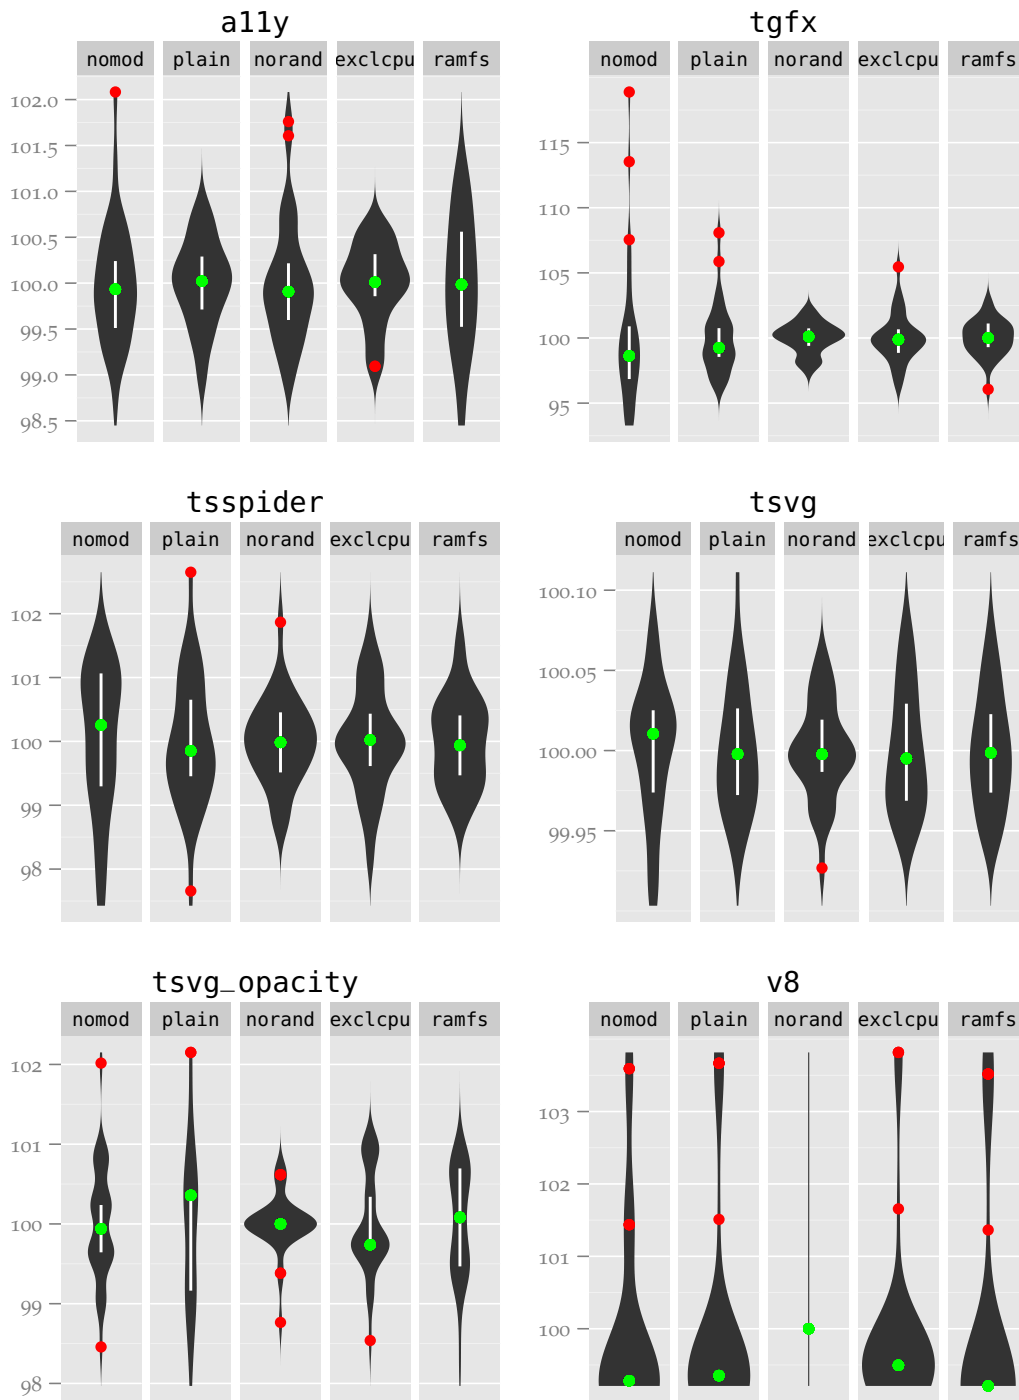 a11y
nomod plain norand exclcpu ramfs
102.0
101.5
101.0
100.5
100.0
99.5
99.0
98.5
tgfx
nomod plain norand exclcpu ramfs
115
110
105
100
95
tsspider
nomod plain norand exclcpu ramfs
102
101
100
99
98
tsvg
nomod plain norand exclcpu ramfs
100.10
100.05
100.00
99.95
tsvg_opacity
nomod plain norand exclcpu ramfs
102
101
100
99
98
v8
nomod plain norand exclcpu ramfs
103
102
101
100